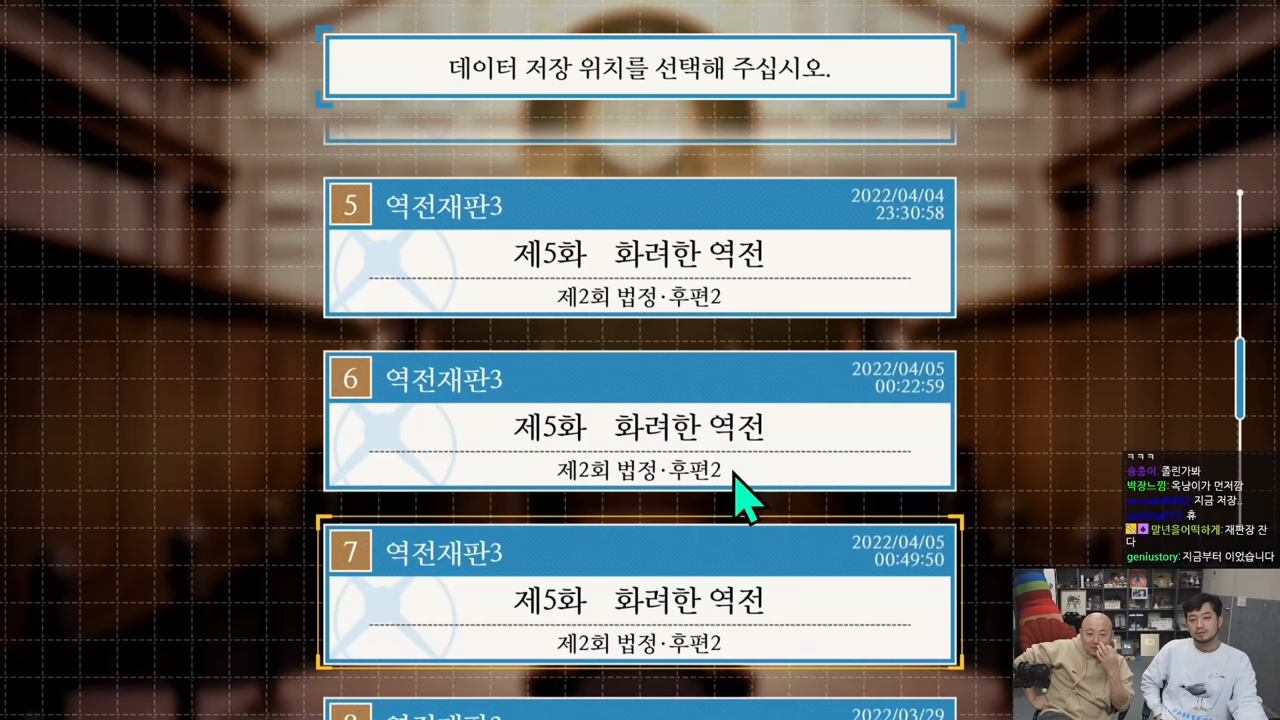 데이터 저장 위치를 선택해 주십시오.
5 역전재판3 2022/04/04 23:30:58
제5화 화려한 역전
제2회 법정·후편2
6 역전재판3 2022/04/05 00:22:59
제5화 화려한 역전
제2회 법정·후편2
7 역전재판3 2022/04/05 00:49:50
제5화 화려한 역전
제2회 법정·후편2
8 역전재판3 2022/03/29
ㅋㅋㅋ
졸린가봐
박장느낌: 옥냥이가 먼저깜
지금 저장..
휴
말년을어떡하게: 재판장 잔
다
geniustory: 지금부터 이었습니다